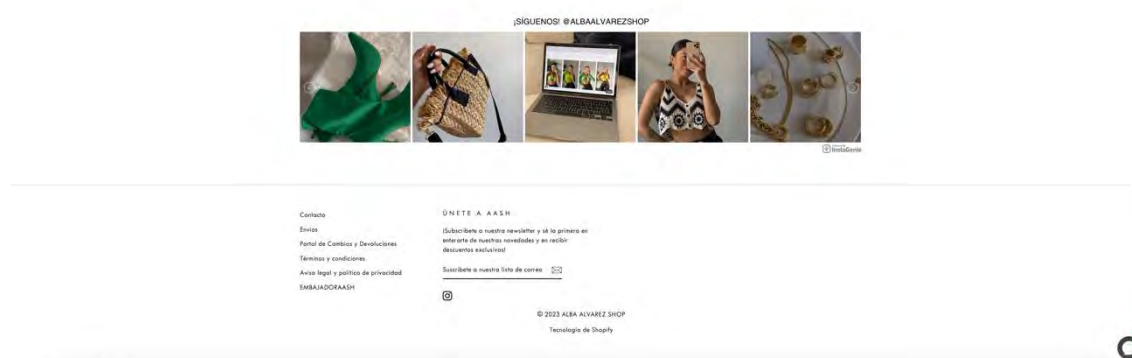 ¡SÍGUENOS! @ALBAALVAREZSHOP
InstaGenie
Contacto
Envíos
Portal de Cambios y Devoluciones
Términos y condiciones
Aviso legal y política de privacidad
EMBAJADORAASH
ÚNETE A AASH
¡Subscríbete a nuestra newsletter y sé la primera en
enterarte de nuestras novedades y en recibir
descuentos exclusivos!
Suscríbete a nuestra lista de correo
© 2023 ALBA ALVAREZ SHOP
Tecnología de Shopify